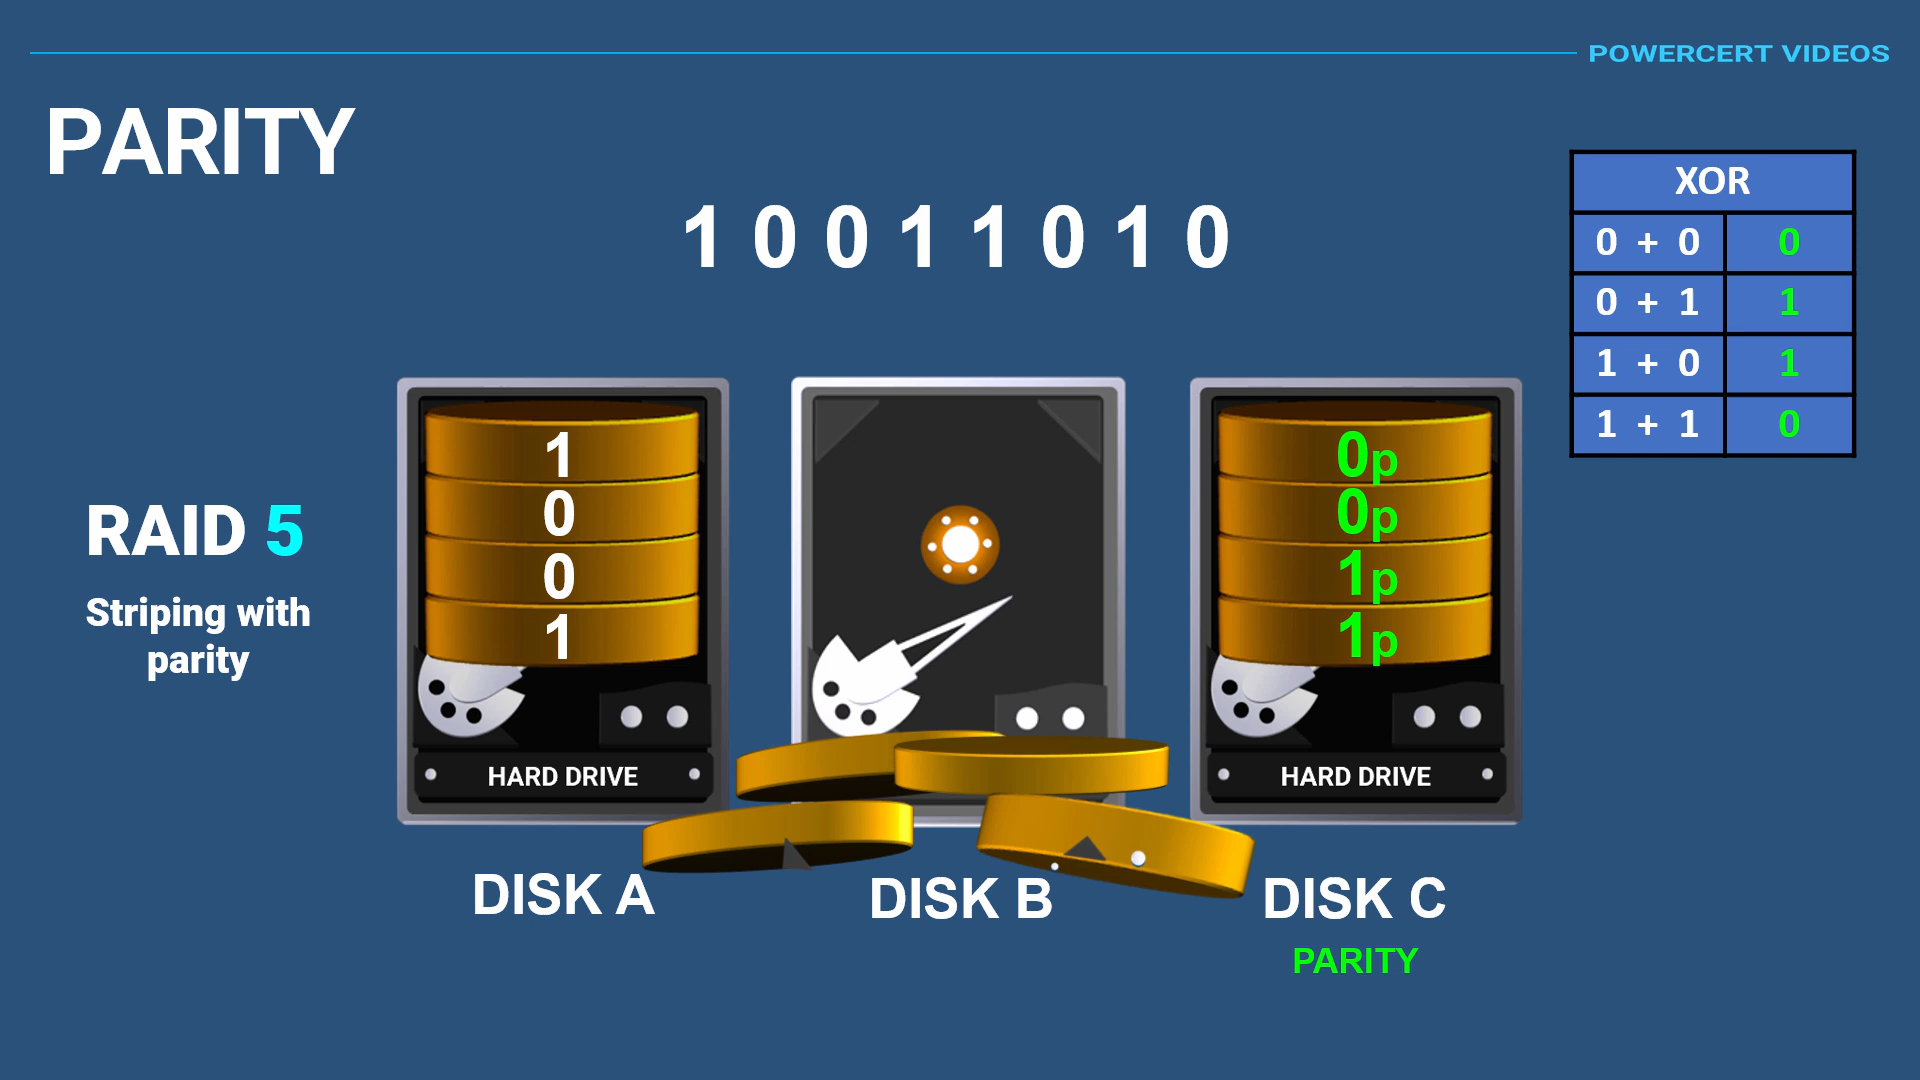 POWERCERT VIDEOS
PARITY
1 0 0 1 1 0 1 0
XOR
0 + 0 0
0 + 1 1
1 + 0 1
1 + 1 0
RAID 5
Striping with
parity
1
0
0
1
HARD DRIVE
DISK A
DISK B
0p
0p
1p
1p
HARD DRIVE
DISK C
PARITY